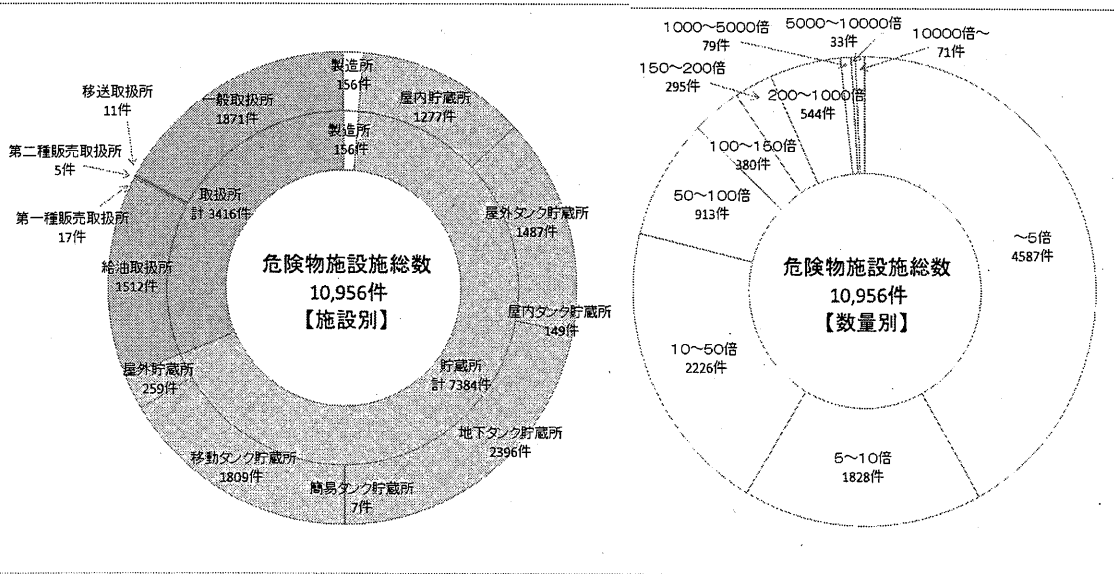 製造所
156件
屋内貯蔵所
1277件
屋外タンク貯蔵所
1487件
屋内タンク貯蔵所
149件
地下タンク貯蔵所
2396件
簡易タンク貯蔵所
7件
移動タンク貯蔵所
1809件
屋外貯蔵所
259件
給油取扱所
1512件
第一種販売取扱所
17件
第二種販売取扱所
5件
移送取扱所
11件
一般取扱所
1871件
製造所
156件
貯蔵所
計 7384件
取扱所
計 3416件
危険物施設施総数
10,956件
【施設別】
～5倍
4587件
5～10倍
1828件
10～50倍
2226件
50～100倍
913件
100～150倍
380件
150～200倍
295件
200～1000倍
544件
1000～5000倍
79件
5000～10000倍
33件
10000倍～
71件
危険物施設施総数
10,956件
【数量別】